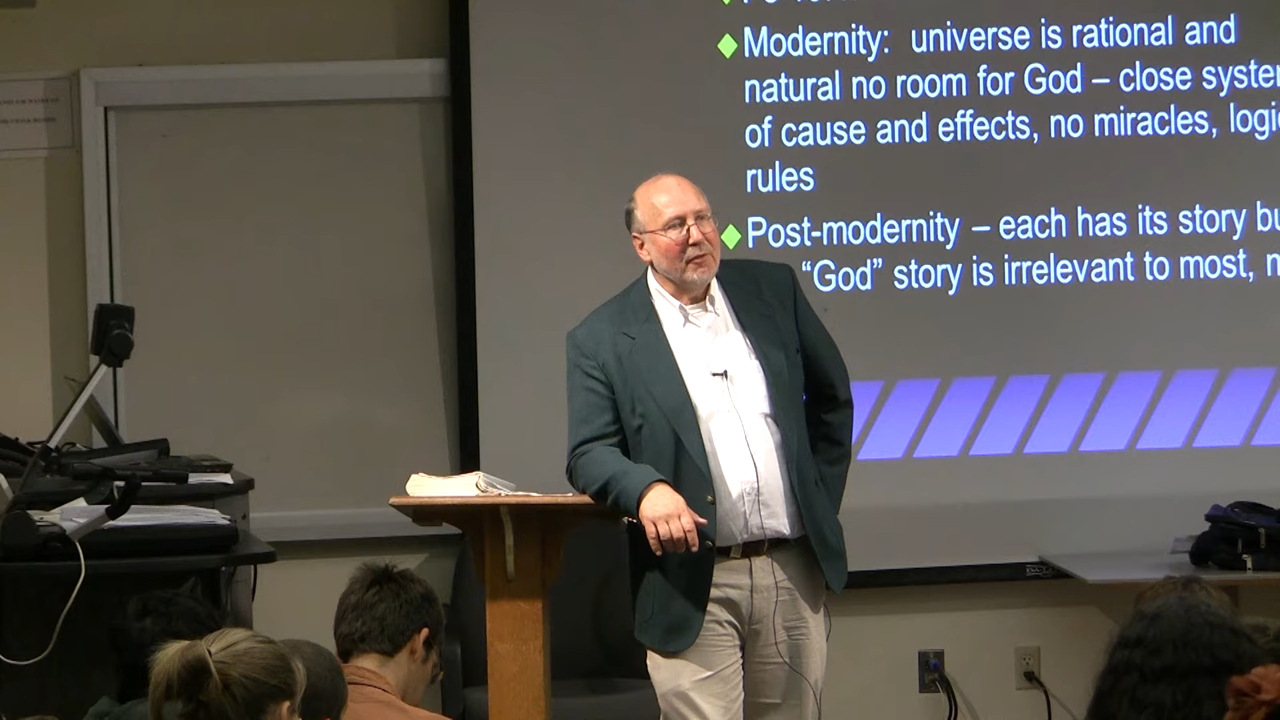 Modernity: universe is rational and
natural no room for God – close syste
of cause and effects, no miracles, logi
rules
Post-modernity – each has its story bu
“God” story is irrelevant to most,